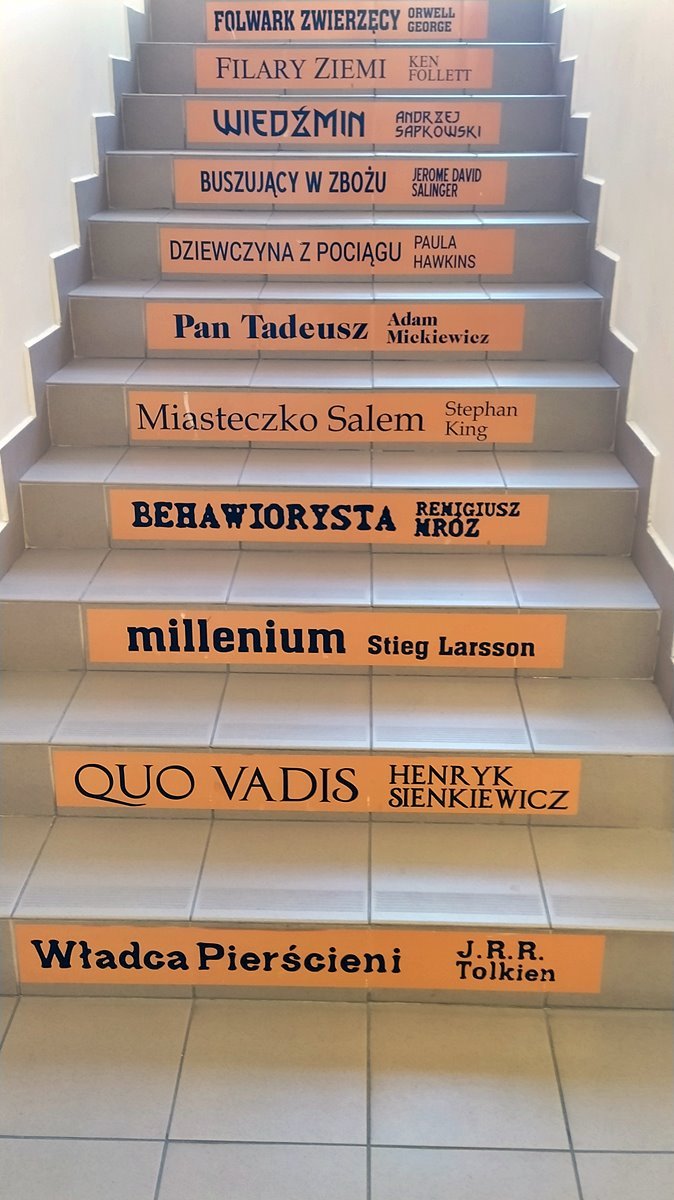 FOLWARK ZWIERZĘCY ORWELL
GEORGE
FILARY ZIEMI KEN
FOLLETT
WIEDŹMIN ANDRZEJ
SAPKOWSKI
BUSZUJĄCY W ZBOŻU JEROME DAVID
SALINGER
DZIEWCZYNA Z POCIĄGU PAULA
HAWKINS
Pan Tadeusz Adam
Mickiewicz
Miasteczko Salem Stephan
King
BEHAWIORYSTA REMIGIUSZ
MRÓZ
millenium Stieg Larsson
QUO VADIS HENRYK
SIENKIEWICZ
Władca Pierścieni J.R.R.
Tolkien